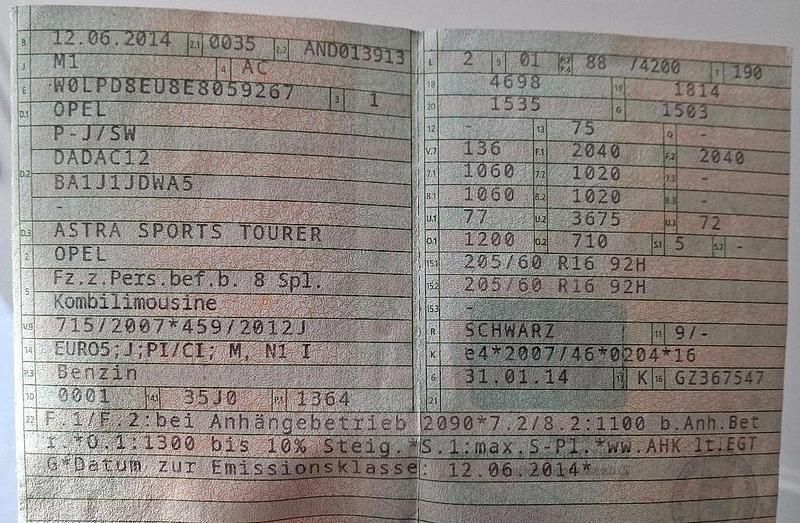 B 12.06.2014 2.1 0035 2.2 AND013913
J M1 4 AC
E W0LPD8EU8E8059267 3 1
D.1 OPEL
P-J/SW
DADAC12
D.2 BA1J1JDWA5
-
D.3 ASTRA SPORTS TOURER
2 OPEL
5 Fz.z.Pers.bef.b. 8 Spl.
Kombilimousine
V.9 715/2007*459/2012J
14 EURO5;J;PI/CI; M, N1 I
P.3 Benzin
10 0001 14.1 35J0 P.1 1364
L 2 9 01 P.2 P.4 88 /4200 T 190
18 4698 19 1814
20 1535 G 1503
12 - 13 75 Q -
V.7 136 F.1 2040 F.2 2040
7.1 1060 7.2 1020 7.3 -
8.1 1060 8.2 1020 8.3 -
U.1 77 U.2 3675 U.3 72
O.1 1200 O.2 710 S.1 5 S.2 -
15.1 205/60 R16 92H
15.2 205/60 R16 92H
15.3 -
R SCHWARZ 11 9/-
K e4*2007/46*0204*16
6 31.01.14 17 K 16 GZ367547
21
22 F.1/F.2:bei Anhängebetrieb 2090*7.2/8.2:1100 b.Anh.Bet
r.*O.1:1300 bis 10% Steig.*S.1:max.S-Pl.*ww.AHK lt.EGT
G*Datum zur Emissionsklasse: 12.06.2014*